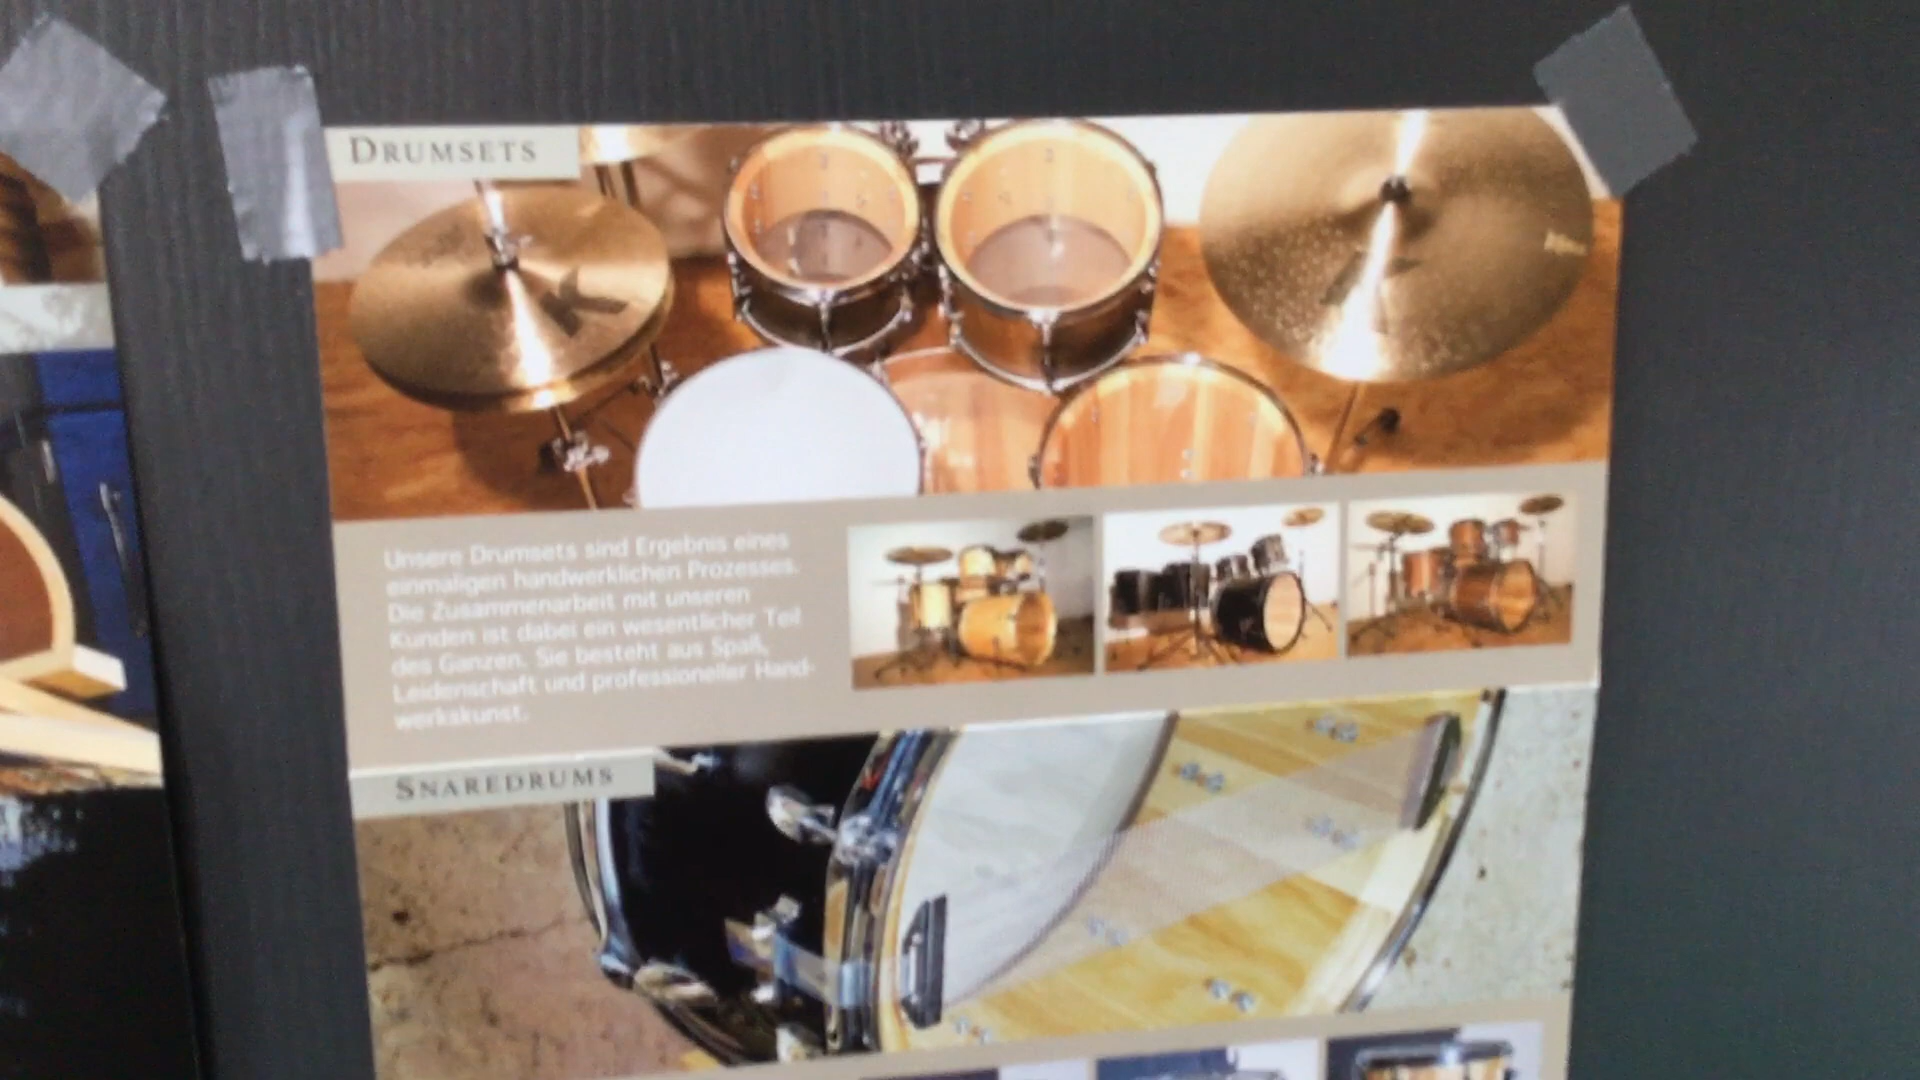 DRUMSETS
K
Unsere Drumsets sind Ergebnis eines
einmaligen handwerklichen Prozesses.
Die Zusammenarbeit mit unseren
Kunden ist dabei ein wesentlicher Teil
des Ganzen. Sie besteht aus Spaß,
Leidenschaft und professioneller Hand-
werkskunst.
SNAREDRUMS